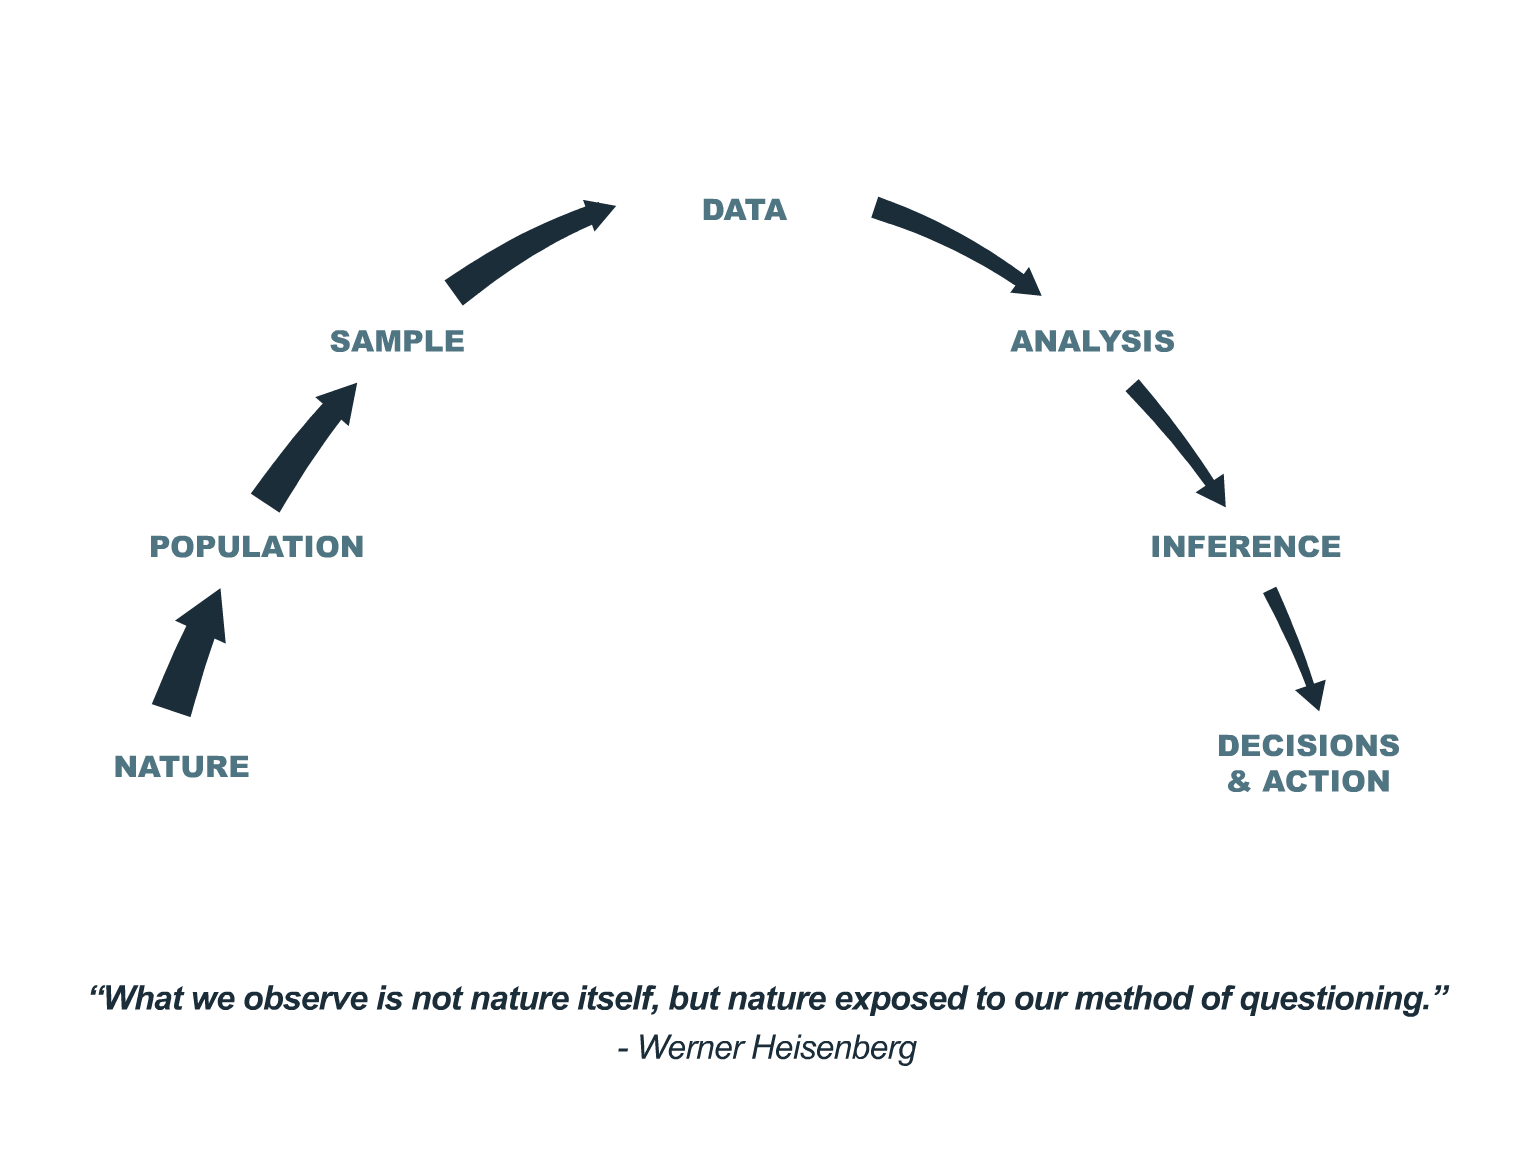 NATURE
POPULATION
SAMPLE
DATA
ANALYSIS
INFERENCE
DECISIONS
& ACTION
“What we observe is not nature itself, but nature exposed to our method of questioning.”
- Werner Heisenberg